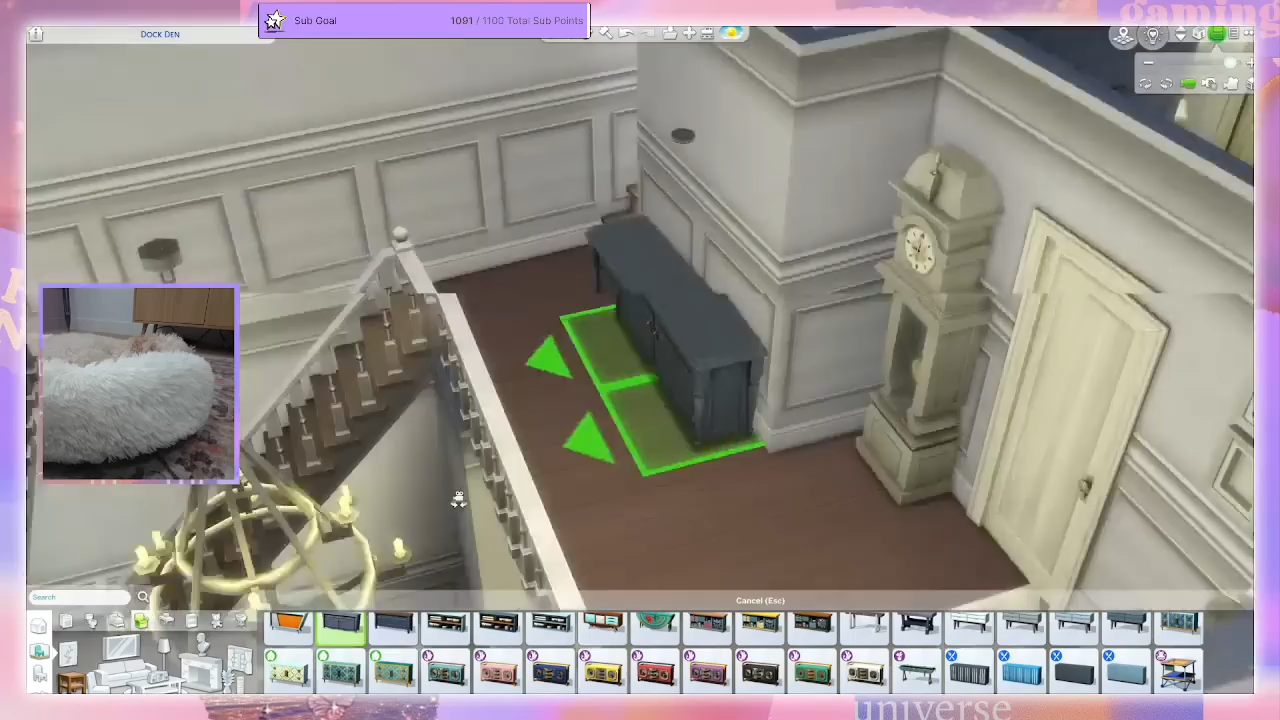 gaming
Sub Goal
1091 / 1100 Total Sub Points
DOCK DEN
Search
Cancel (Esc)
universe